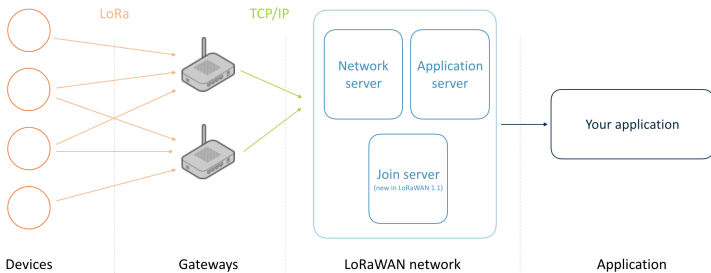 LoRa
TCP/IP
Network
server
Application
server
Your application
Join server
(new in LoRaWAN 1.1)
Devices
Gateways
LoRaWAN network
Application